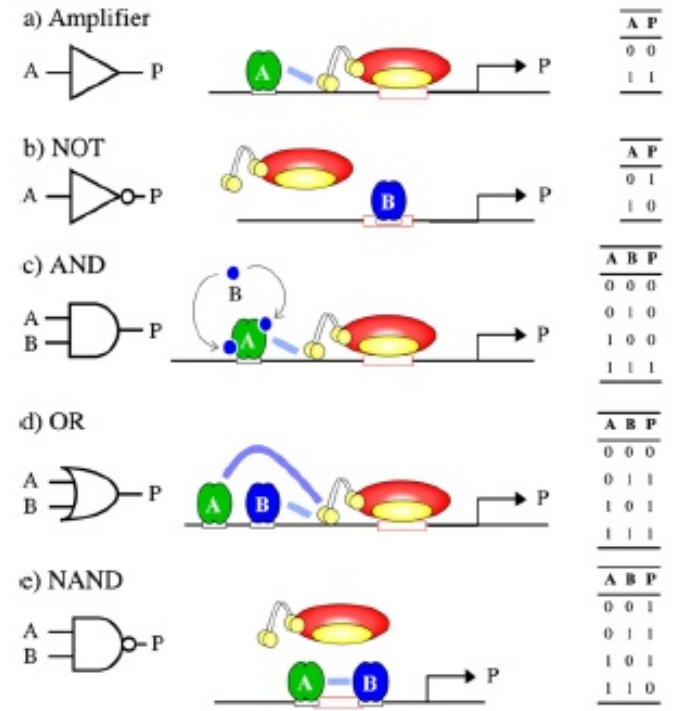 a) Amplifier
A P
A P
A
P
0 0
1 1
b) NOT
A P
A P
B
P
0 1
1 0
c) AND
A B P
B
A
B
P
A
P
0 0 0
0 1 0
1 0 0
1 1 1
d) OR
A B P
A
B
P
A B
P
0 0 0
0 1 1
1 0 1
1 1 1
e) NAND
A B P
A
B
P
A B
P
0 0 1
0 1 1
1 0 1
1 1 0